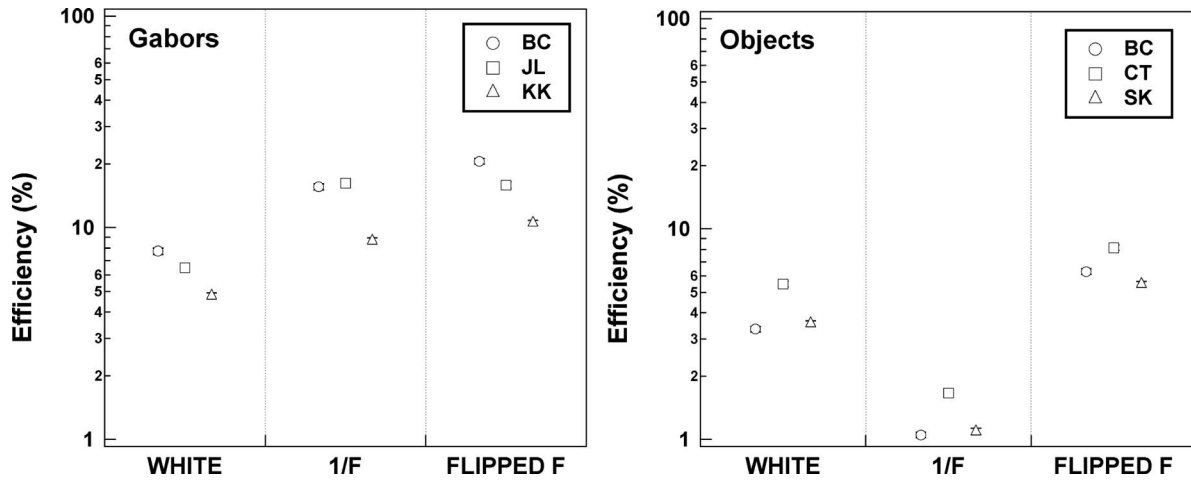 Gabors
BC
JL
KK
Efficiency (%)
100
6
5
4
3
2
10
6
5
4
3
2
1
WHITE 1/F FLIPPED F
Objects
BC
CT
SK
Efficiency (%)
100
6
5
4
3
2
10
6
5
4
3
2
1
WHITE 1/F FLIPPED F